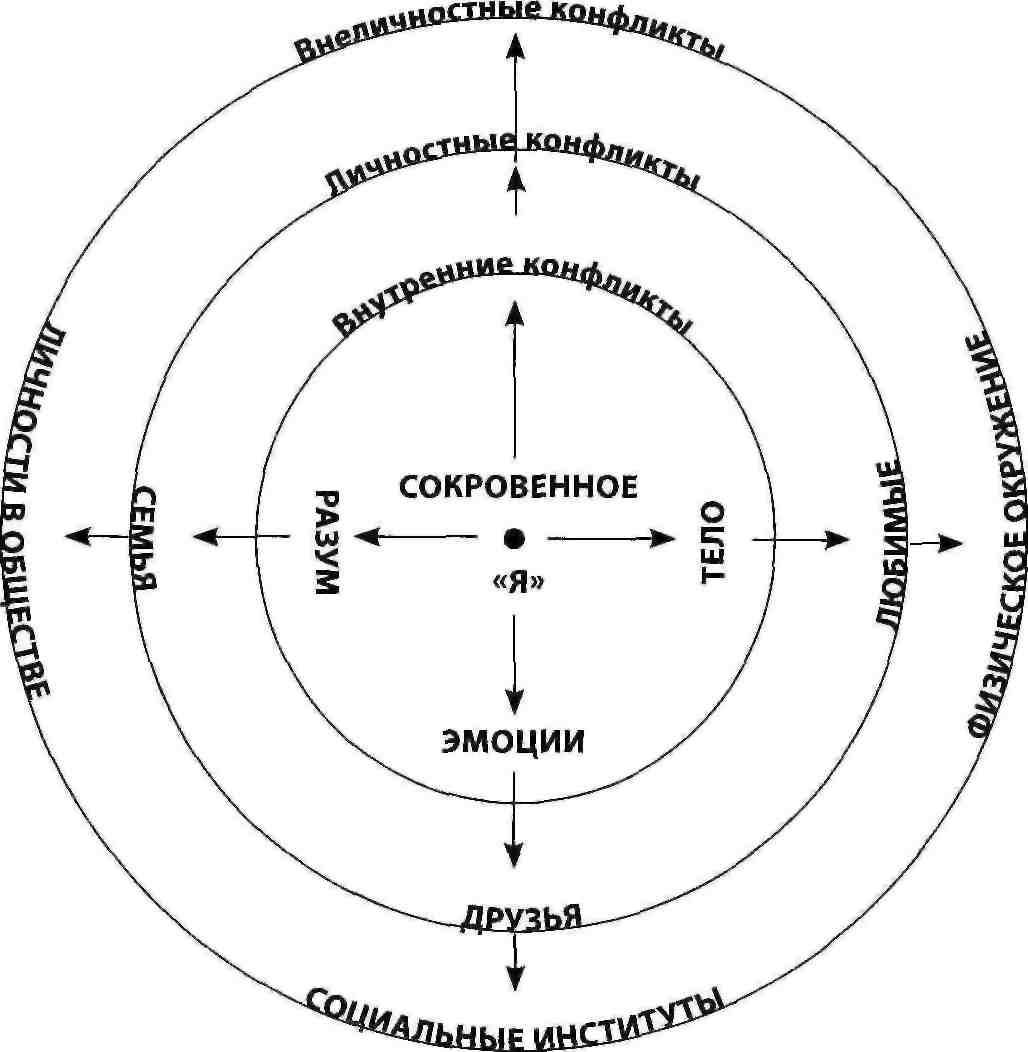 Внеличностные конфликты
Личностные конфликты
Внутренние конфликты
СОКРОВЕННОЕ
«Я»
РАЗУМ
ТЕЛО
ЭМОЦИИ
СЕМЬЯ
ЛЮБИМЫЕ
ДРУЗЬЯ
ЛИЧНОСТИ В ОБЩЕСТВЕ
ФИЗИЧЕСКОЕ ОКРУЖЕНИЕ
СОЦИАЛЬНЫЕ ИНСТИТУТЫ